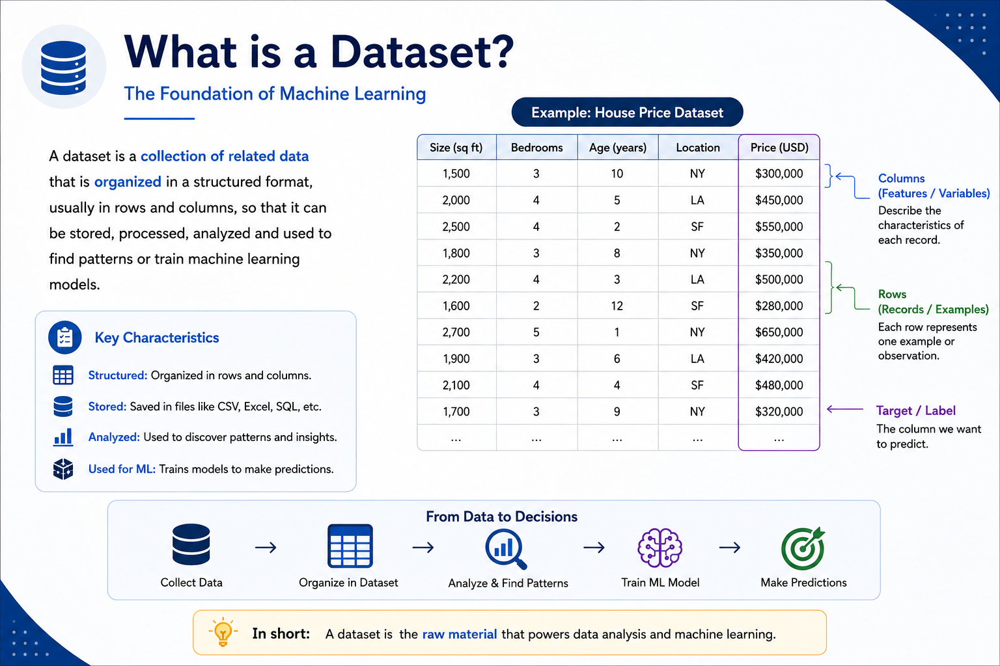 What is a Dataset?
The Foundation of Machine Learning
A dataset is a collection of related data
that is organized in a structured format,
usually in rows and columns, so that it can
be stored, processed, analyzed and used to
find patterns or train machine learning
models.
Key Characteristics
Structured: Organized in rows and columns.
Stored: Saved in files like CSV, Excel, SQL, etc.
Analyzed: Used to discover patterns and insights.
Used for ML: Trains models to make predictions.
Example: House Price Dataset
Size (sq ft) Bedrooms Age (years) Location Price (USD)
1,500 3 10 NY $300,000
2,000 4 5 LA $450,000
2,500 4 2 SF $550,000
1,800 3 8 NY $350,000
2,200 4 3 LA $500,000
1,600 2 12 SF $280,000
2,700 5 1 NY $650,000
1,900 3 6 LA $420,000
2,100 4 4 SF $480,000
1,700 3 9 NY $320,000
... ... ... ... ...
Columns
(Features / Variables)
Describe the
characteristics of
each record.
Rows
(Records / Examples)
Each row represents
one example or
observation.
Target / Label
The column we want
to predict.
From Data to Decisions
Collect Data
Organize in Dataset
Analyze & Find Patterns
Train ML Model
Make Predictions
In short: A dataset is the raw material that powers data analysis and machine learning.